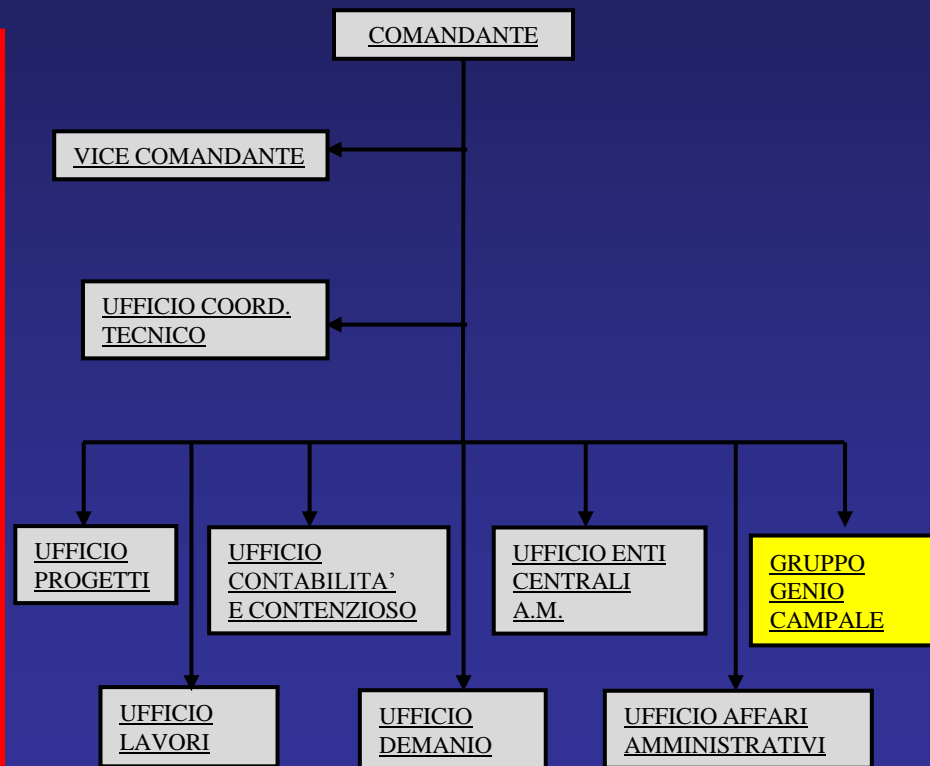 COMANDANTE
VICE COMANDANTE
UFFICIO COORD.
TECNICO
UFFICIO
PROGETTI
UFFICIO
CONTABILITA’
E CONTENZIOSO
UFFICIO ENTI
CENTRALI
A.M.
GRUPPO
GENIO
CAMPALE
UFFICIO
LAVORI
UFFICIO
DEMANIO
UFFICIO AFFARI
AMMINISTRATIVI